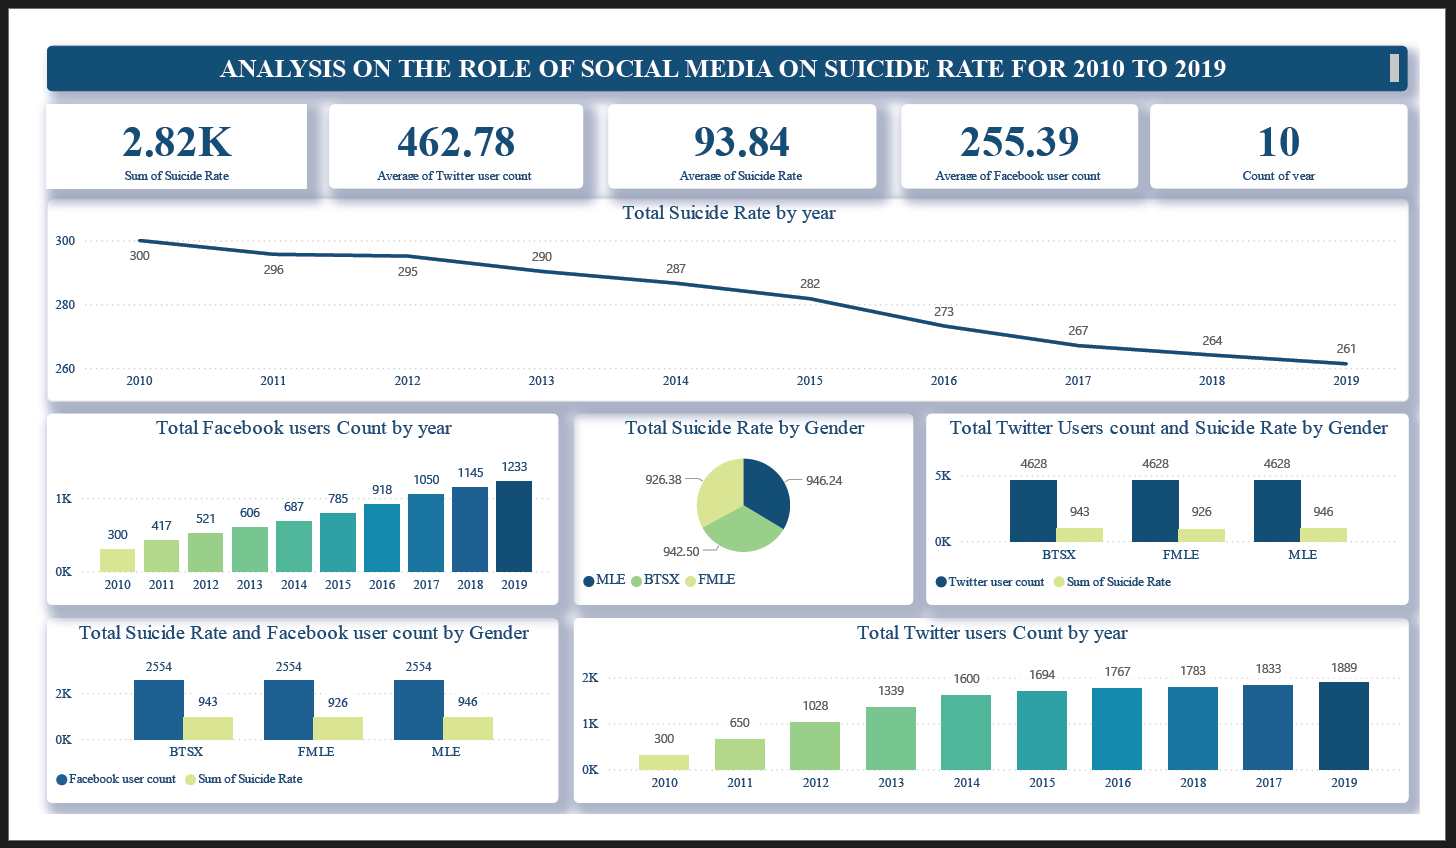 ANALYSIS ON THE ROLE OF SOCIAL MEDIA ON SUICIDE RATE FOR 2010 TO 2019
2.82K
Sum of Suicide Rate
462.78
Average of Twitter user count
93.84
Average of Suicide Rate
255.39
Average of Facebook user count
10
Count of year
Total Suicide Rate by year
300
280
260
300
296
295
290
287
282
273
267
264
261
2010 2011 2012 2013 2014 2015 2016 2017 2018 2019
Total Facebook users Count by year
1K
0K
300 417 521 606 687 785 918 1050 1145 1233
2010 2011 2012 2013 2014 2015 2016 2017 2018 2019
Total Suicide Rate by Gender
926.38
946.24
942.50
MLE BTSX FMLE
Total Twitter Users count and Suicide Rate by Gender
5K
0K
4628 943 4628 926 4628 946
BTSX FMLE MLE
Twitter user count Sum of Suicide Rate
Total Suicide Rate and Facebook user count by Gender
2K
0K
2554 943 2554 926 2554 946
BTSX FMLE MLE
Facebook user count Sum of Suicide Rate
Total Twitter users Count by year
2K
1K
0K
300 650 1028 1339 1600 1694 1767 1783 1833 1889
2010 2011 2012 2013 2014 2015 2016 2018 2017 2019